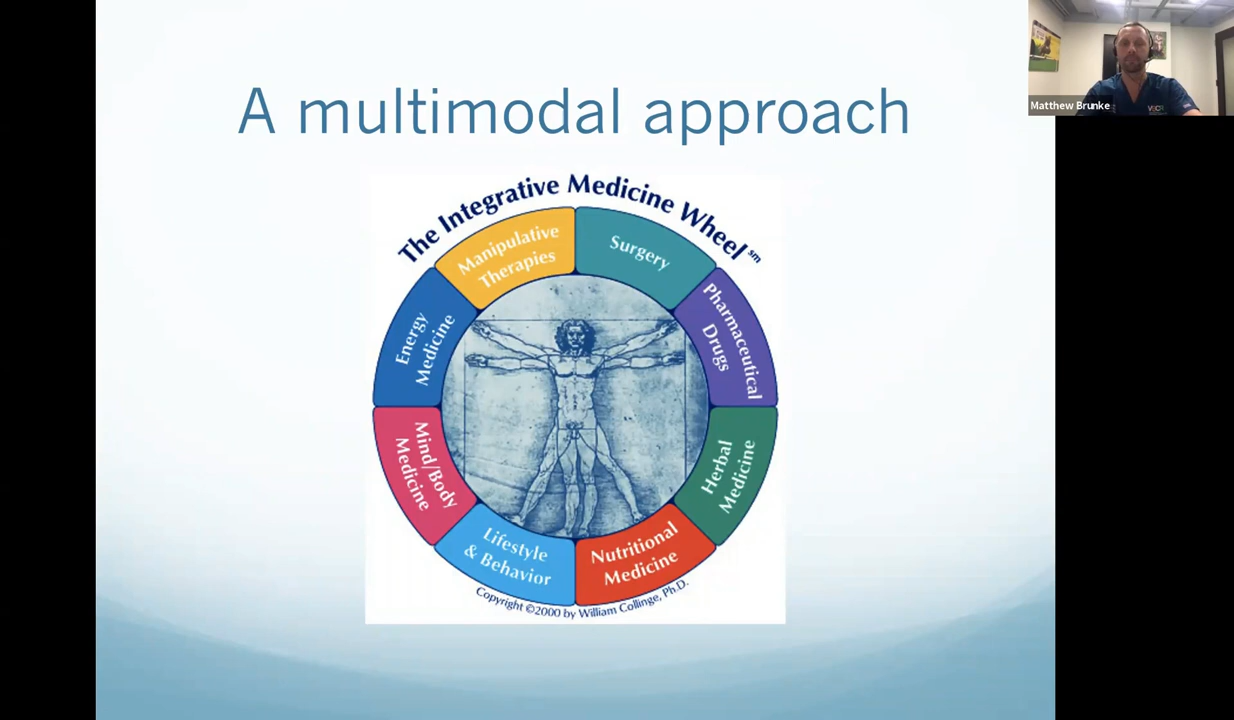 A multimodal approach
The Integrative Medicine Wheel℠
Manipulative
Therapies
Surgery
Pharmaceutical
Drugs
Herbal
Medicine
Nutritional
Medicine
Lifestyle
& Behavior
Mind/Body
Medicine
Energy
Medicine
Copyright ©2000 by William Collinge, Ph.D.
Matthew Brunke